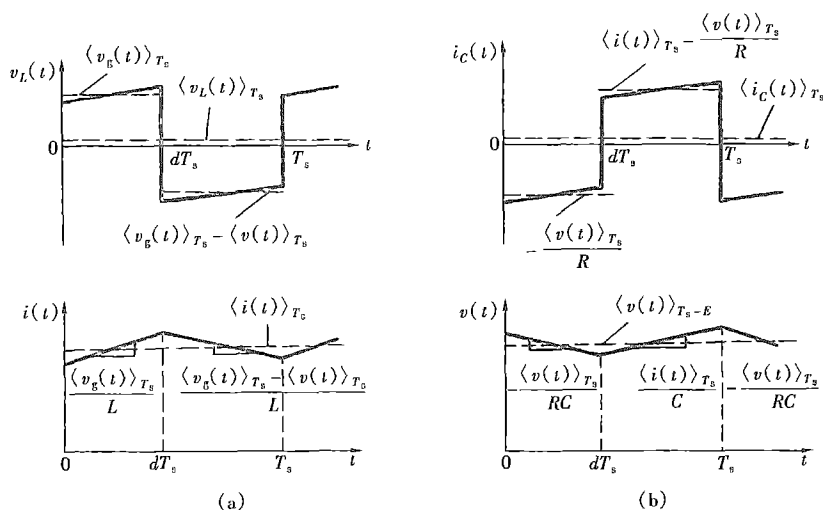 v_L(t)
⟨v_g(t)⟩_{T_s}
⟨v_L(t)⟩_{T_s}
0
dT_s
T_s
t
⟨v_g(t)⟩_{T_s} − ⟨v(t)⟩_{T_s}
i_C(t)
⟨i(t)⟩_{T_s} − ⟨v(t)⟩_{T_s} / R
⟨i_C(t)⟩_{T_s}
0
dT_s
T_s
t
− ⟨v(t)⟩_{T_s} / R
i(t)
⟨i(t)⟩_{T_s}
⟨v_g(t)⟩_{T_s} / L
⟨v_g(t)⟩_{T_s} − ⟨v(t)⟩_{T_s} / L
0
dT_s
T_s
t
(a)
v(t)
⟨v(t)⟩_{T_s−E}
− ⟨v(t)⟩_{T_s} / RC
⟨i(t)⟩_{T_s} / C − ⟨v(t)⟩_{T_s} / RC
0
dT_s
T_s
t
(b)